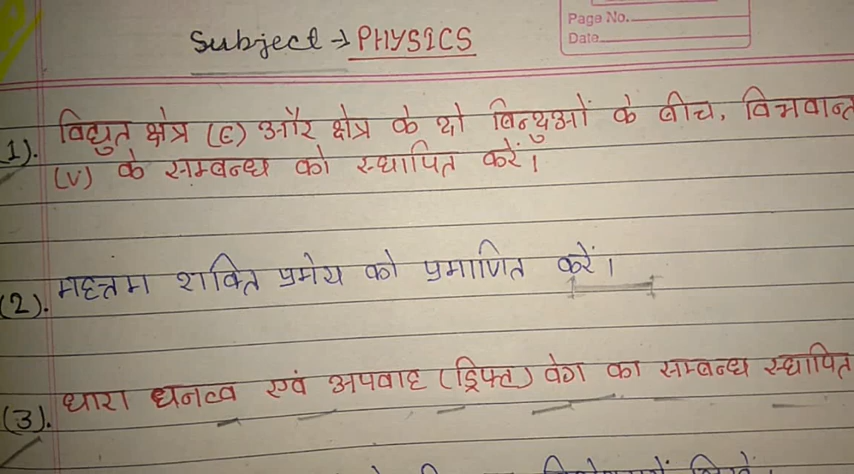 Page No.
Date
Subject → PHYSICS
(1). विद्युत क्षेत्र (E) और क्षेत्र के दो विन्दुओं के बीच, विभवान्त
(V) के सम्बन्ध को स्थापित करें।
(2). महत्तम शक्ति प्रमेय को प्रमाणित करें।
(3). धारा घनत्व एवं अपवाह (ड्रिफ्ट) वेग का सम्बन्ध स्थापित